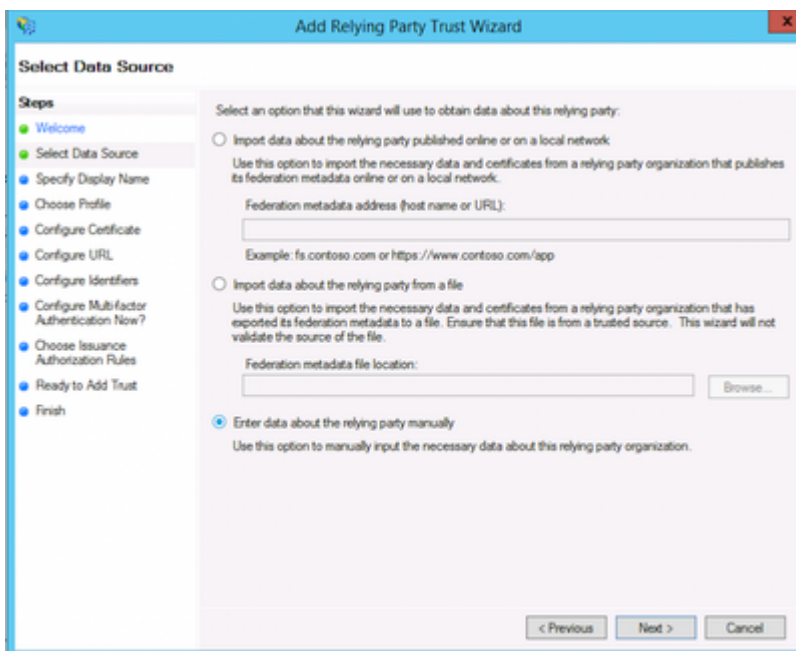 Add Relying Party Trust Wizard
x
Select Data Source
Steps
Welcome
Select Data Source
Specify Display Name
Choose Profile
Configure Certificate
Configure URL
Configure Identifiers
Configure Multi-factor
Authentication Now?
Choose Issuance
Authorization Rules
Ready to Add Trust
Finish
Select an option that this wizard will use to obtain data about this relying party:
Import data about the relying party published online or on a local network
Use this option to import the necessary data and certificates from a relying party organization that publishes
its federation metadata online or on a local network.
Federation metadata address (host name or URL):
Example: fs.contoso.com or https://www.contoso.com/app
Import data about the relying party from a file
Use this option to import the necessary data and certificates from a relying party organization that has
exported its federation metadata to a file. Ensure that this file is from a trusted source. This wizard will not
validate the source of the file.
Federation metadata file location:
Browse...
Enter data about the relying party manually
Use this option to manually input the necessary data about this relying party organization.
< Previous
Next >
Cancel